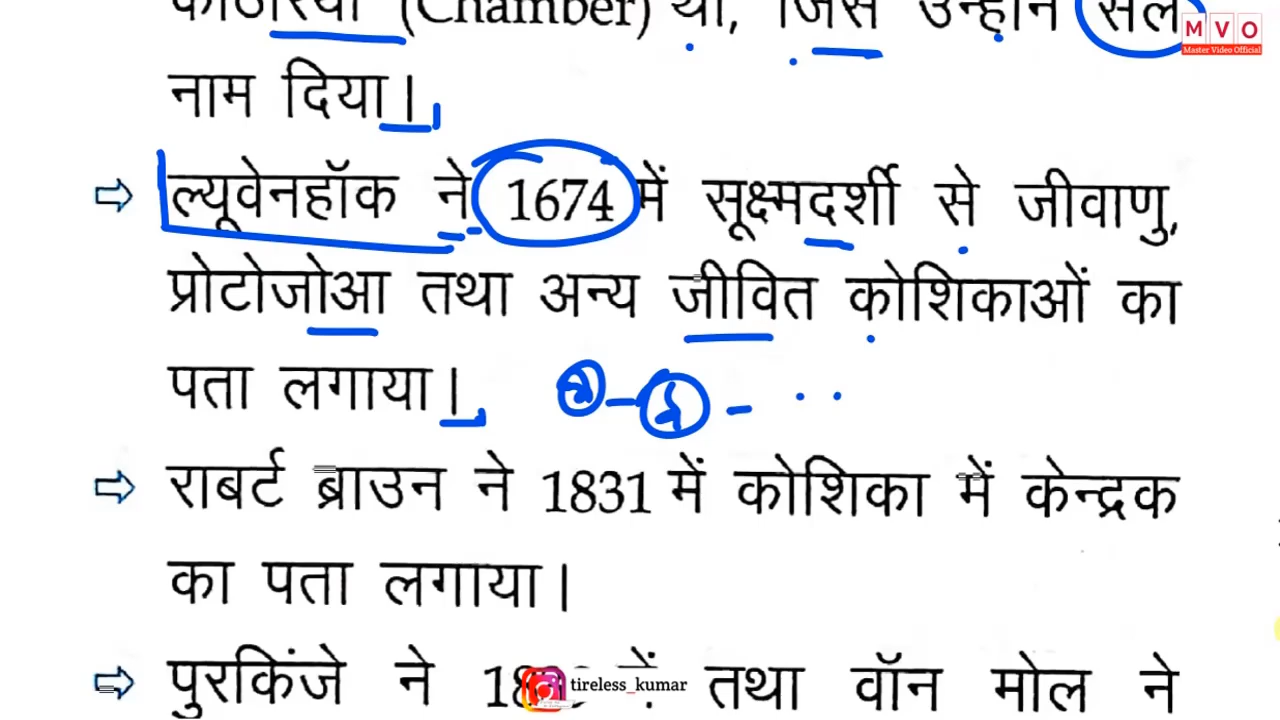 (Chamber) था, जिसे उन्होंने सेल
M V O
Master Video Official
नाम दिया।
⇨ ल्यूवेनहॉक ने 1674 में सूक्ष्मदर्शी से जीवाणु,
प्रोटोजोआ तथा अन्य जीवित कोशिकाओं का
पता लगाया।
⇨ राबर्ट ब्राउन ने 1831 में कोशिका में केन्द्रक
का पता लगाया।
⇨ पुरकिंजे ने में तथा वॉन मोल ने
tireless_kumar